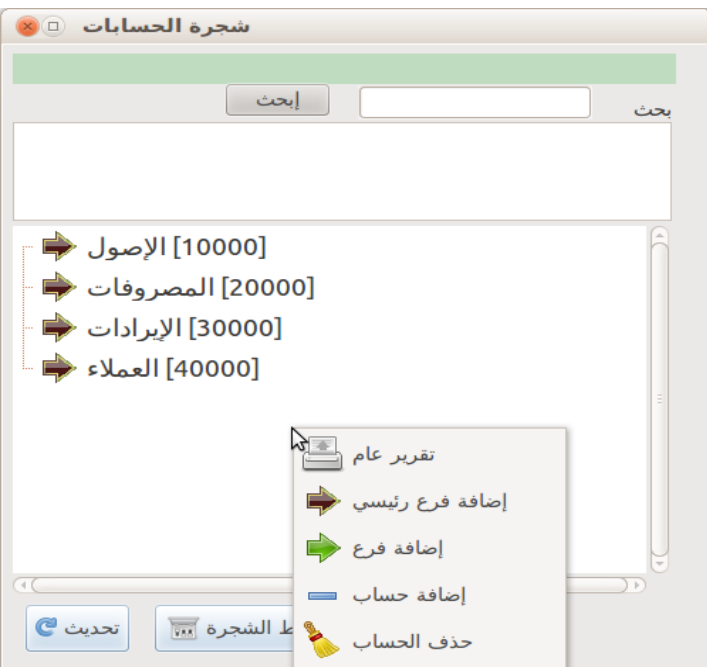 شجرة الحسابات
بحث
إبحث
[10000] الإصول
[20000] المصروفات
[30000] الإيرادات
[40000] العملاء
تقرير عام
إضافة فرع رئيسي
إضافة فرع
إضافة حساب
حذف الحساب
تحديث
الشجرة